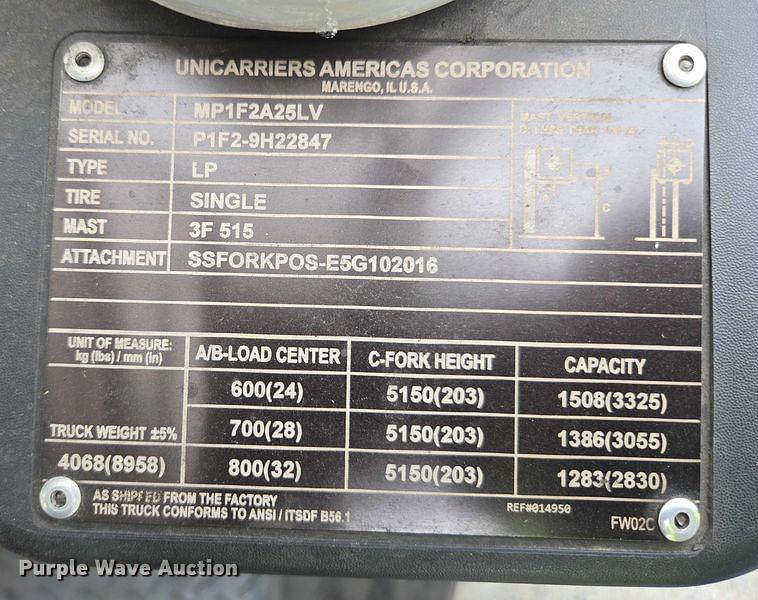 UNICARRIERS AMERICAS CORPORATION
MARENGO, IL U.S.A.
MODEL MP1F2A25LV
SERIAL NO. P1F2-9H22847
TYPE LP
TIRE SINGLE
MAST 3F 515
ATTACHMENT SSFORKPOS-E5G102016
MAST VERTICAL
A
C
UNIT OF MEASURE:
kg (lbs) / mm (in)
A/B-LOAD CENTER C-FORK HEIGHT CAPACITY
600(24) 5150(203) 1508(3325)
700(28) 5150(203) 1386(3055)
800(32) 5150(203) 1283(2830)
TRUCK WEIGHT ±5%
4068(8958)
AS SHIPPED FROM THE FACTORY
THIS TRUCK CONFORMS TO ANSI / ITSDF B56.1
REF#014950
FW02C
Purple Wave Auction